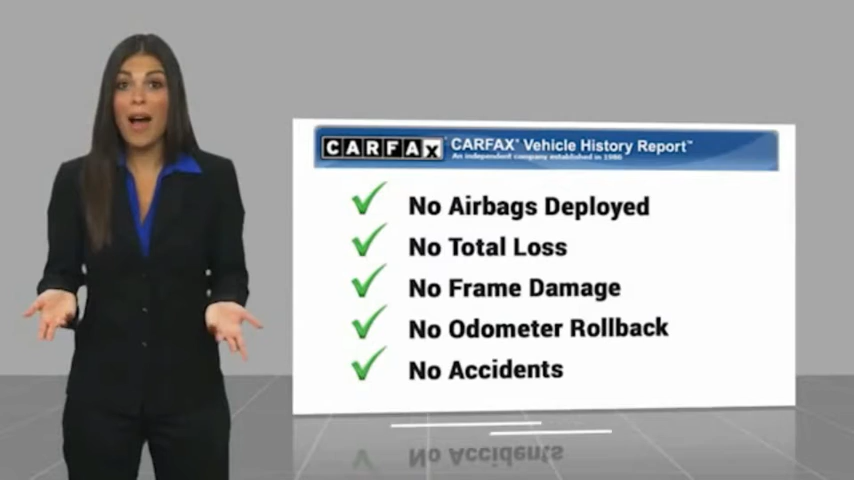 CARFAX CARFAX® Vehicle History Report™
An independent company established in 1986
No Airbags Deployed
No Total Loss
No Frame Damage
No Odometer Rollback
No Accidents
No Accidents